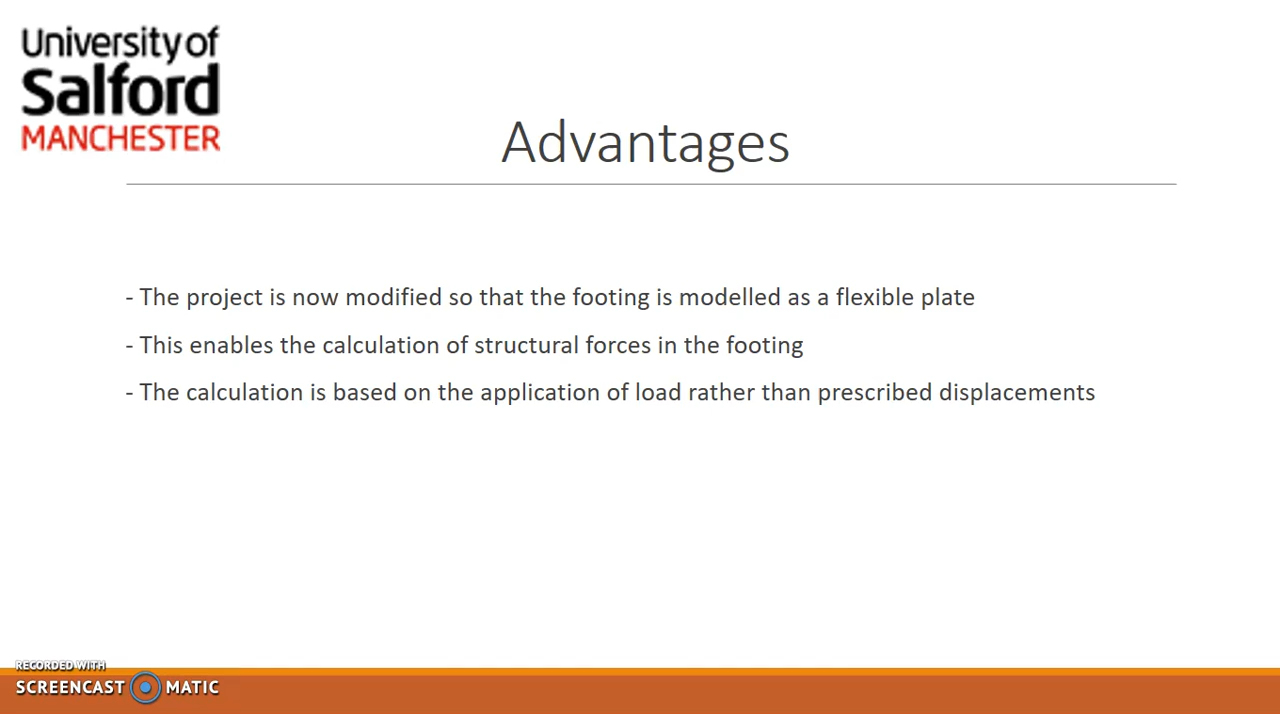 University of
Salford
MANCHESTER
Advantages
- The project is now modified so that the footing is modelled as a flexible plate
- This enables the calculation of structural forces in the footing
- The calculation is based on the application of load rather than prescribed displacements
RECORDED WITH
SCREENCAST MATIC